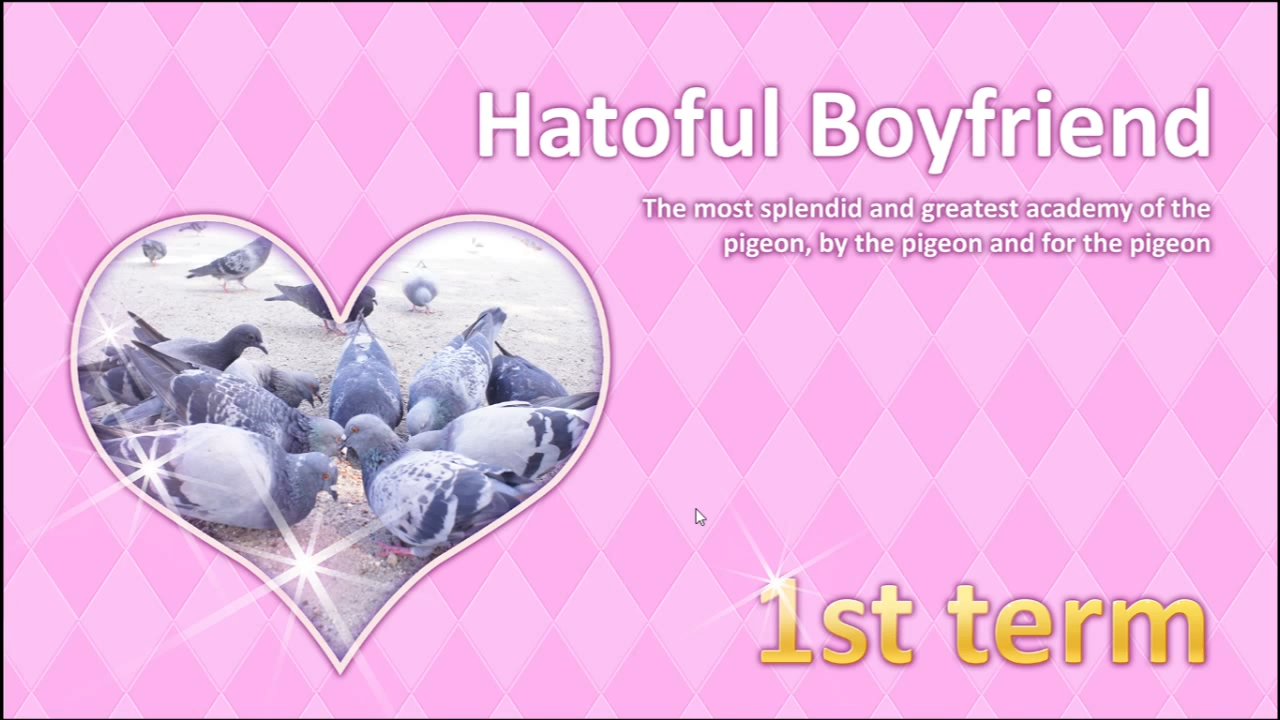 Hatoful Boyfriend
The most splendid and greatest academy of the
pigeon, by the pigeon and for the pigeon
1st term